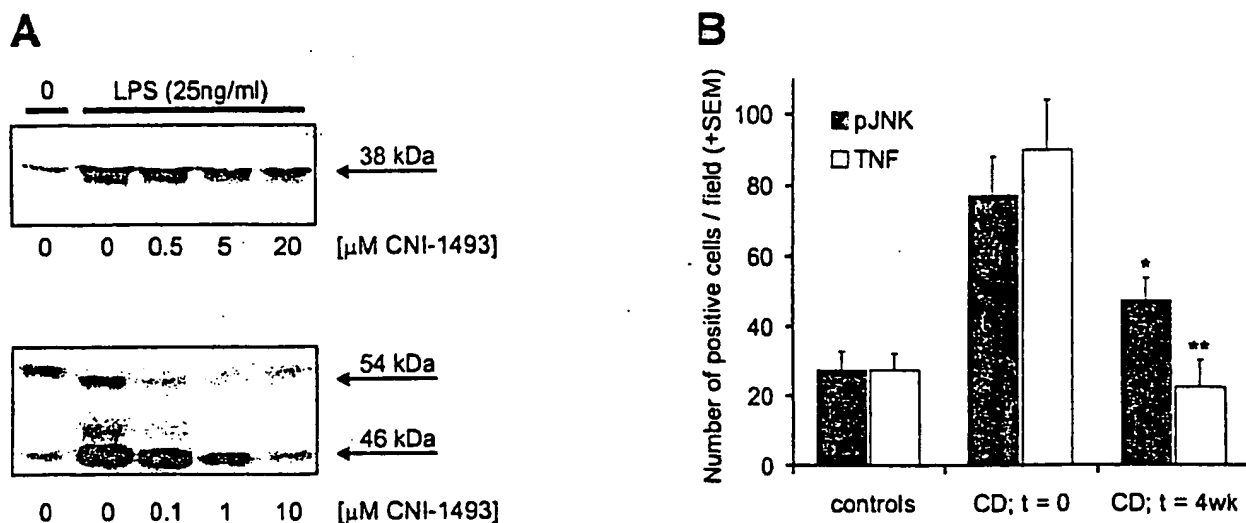 A
0 LPS (25ng/ml)
38 kDa
0 0 0.5 5 20 [µM CNI-1493]
54 kDa
46 kDa
0 0 0.1 1 10 [µM CNI-1493]
B
Number of positive cells / field (+SEM)
100
80
60
40
20
0
pJNK
TNF
*
**
controls CD; t = 0 CD; t = 4wk